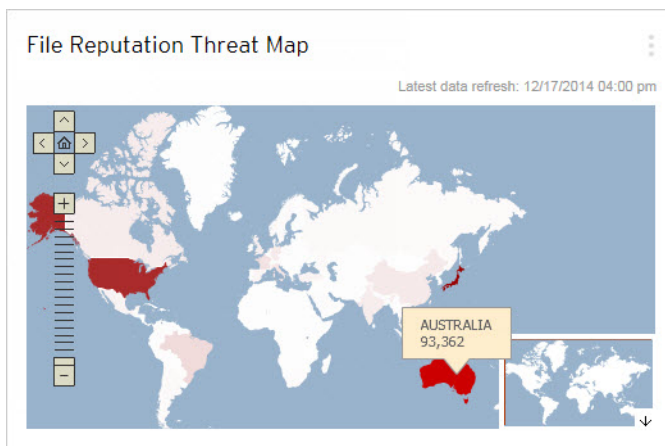 File Reputation Threat Map
Latest data refresh: 12/17/2014 04:00 pm
AUSTRALIA
93,362